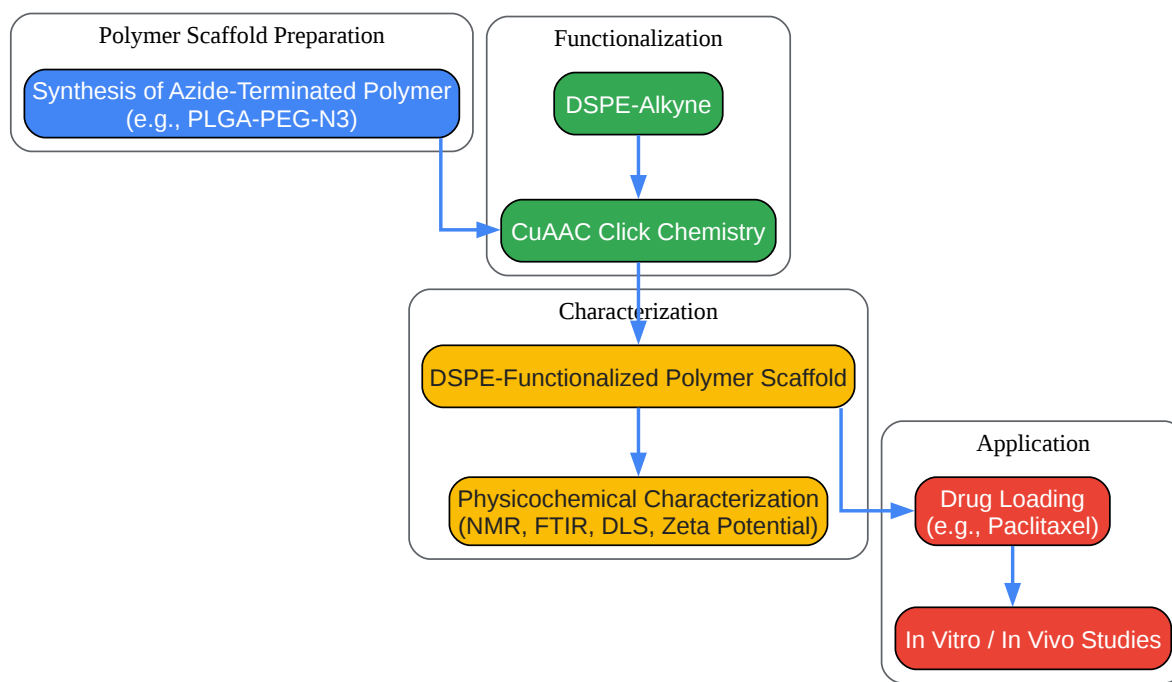 Polymer Scaffold Preparation
Synthesis of Azide-Terminated Polymer
(e.g., PLGA-PEG-N3)
Functionalization
DSPE-Alkyne
CuAAC Click Chemistry
Characterization
DSPE-Functionalized Polymer Scaffold
Physicochemical Characterization
(NMR, FTIR, DLS, Zeta Potential)
Application
Drug Loading
(e.g., Paclitaxel)
In Vitro / In Vivo Studies